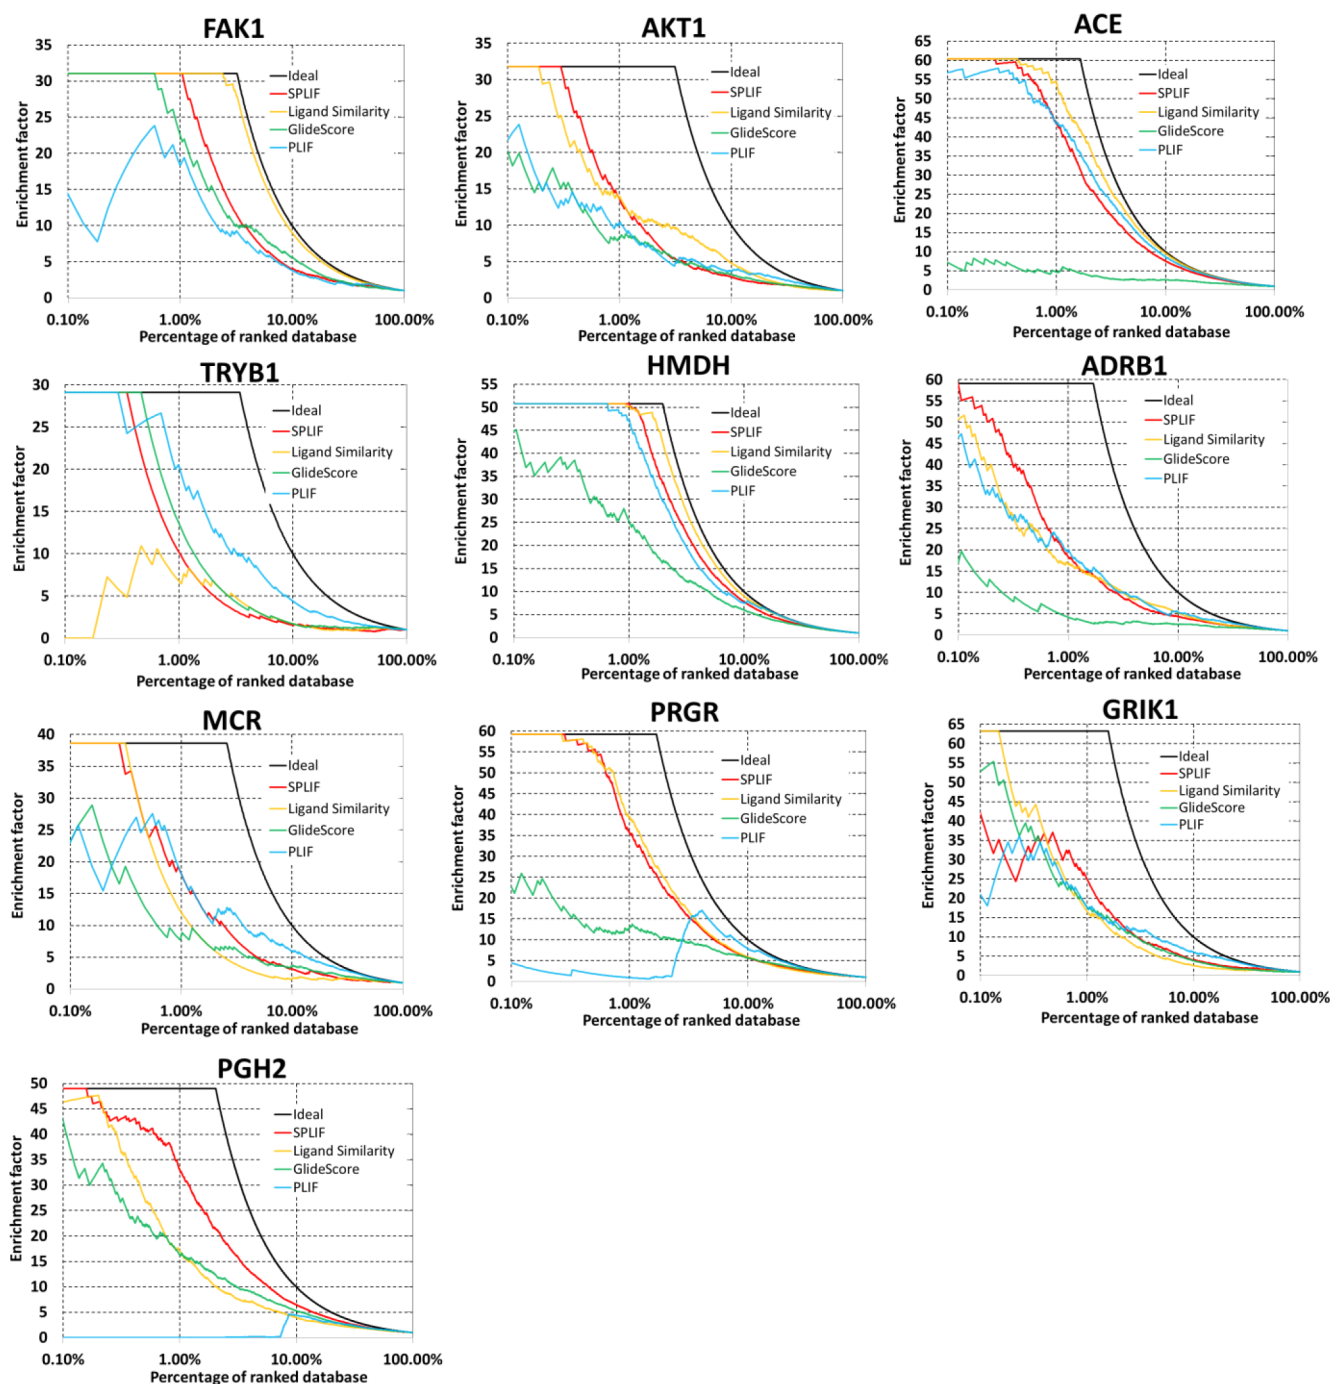 FAK1
35
30
25
20
15
10
5
0
Enrichment factor
Ideal
SPLIF
Ligand Similarity
GlideScore
PLIF
0.10% 1.00% 10.00% 100.00%
Percentage of ranked database
AKT1
35
30
25
20
15
10
5
0
Enrichment factor
Ideal
SPLIF
Ligand Similarity
GlideScore
PLIF
0.10% 1.00% 10.00% 100.00%
Percentage of ranked database
ACE
65
60
55
50
45
40
35
30
25
20
15
10
5
0
Enrichment factor
Ideal
SPLIF
Ligand Similarity
GlideScore
PLIF
0.10% 1.00% 10.00% 100.00%
Percentage of ranked database
TRYB1
30
25
20
15
10
5
0
Enrichment factor
Ideal
SPLIF
Ligand Similarity
GlideScore
PLIF
0.10% 1.00% 10.00% 100.00%
Percentage of ranked database
HMDH
55
50
45
40
35
30
25
20
15
10
5
0
Enrichment factor
Ideal
SPLIF
Ligand Similarity
GlideScore
PLIF
0.10% 1.00% 10.00% 100.00%
Percentage of ranked database
ADRB1
60
55
50
45
40
35
30
25
20
15
10
5
0
Enrichment factor
Ideal
SPLIF
Ligand Similarity
GlideScore
PLIF
0.10% 1.00% 10.00% 100.00%
Percentage of ranked database
MCR
40
35
30
25
20
15
10
5
0
Enrichment factor
Ideal
SPLIF
Ligand Similarity
GlideScore
PLIF
0.10% 1.00% 10.00% 100.00%
Percentage of ranked database
PRGR
60
55
50
45
40
35
30
25
20
15
10
5
0
Enrichment factor
Ideal
SPLIF
Ligand Similarity
GlideScore
PLIF
0.10% 1.00% 10.00% 100.00%
Percentage of ranked database
GRIK1
65
60
55
50
45
40
35
30
25
20
15
10
5
0
Enrichment factor
Ideal
SPLIF
Ligand Similarity
GlideScore
PLIF
0.10% 1.00% 10.00% 100.00%
Percentage of ranked database
PGH2
50
45
40
35
30
25
20
15
10
5
0
Enrichment factor
Ideal
SPLIF
Ligand Similarity
GlideScore
PLIF
0.10% 1.00% 10.00% 100.00%
Percentage of ranked database